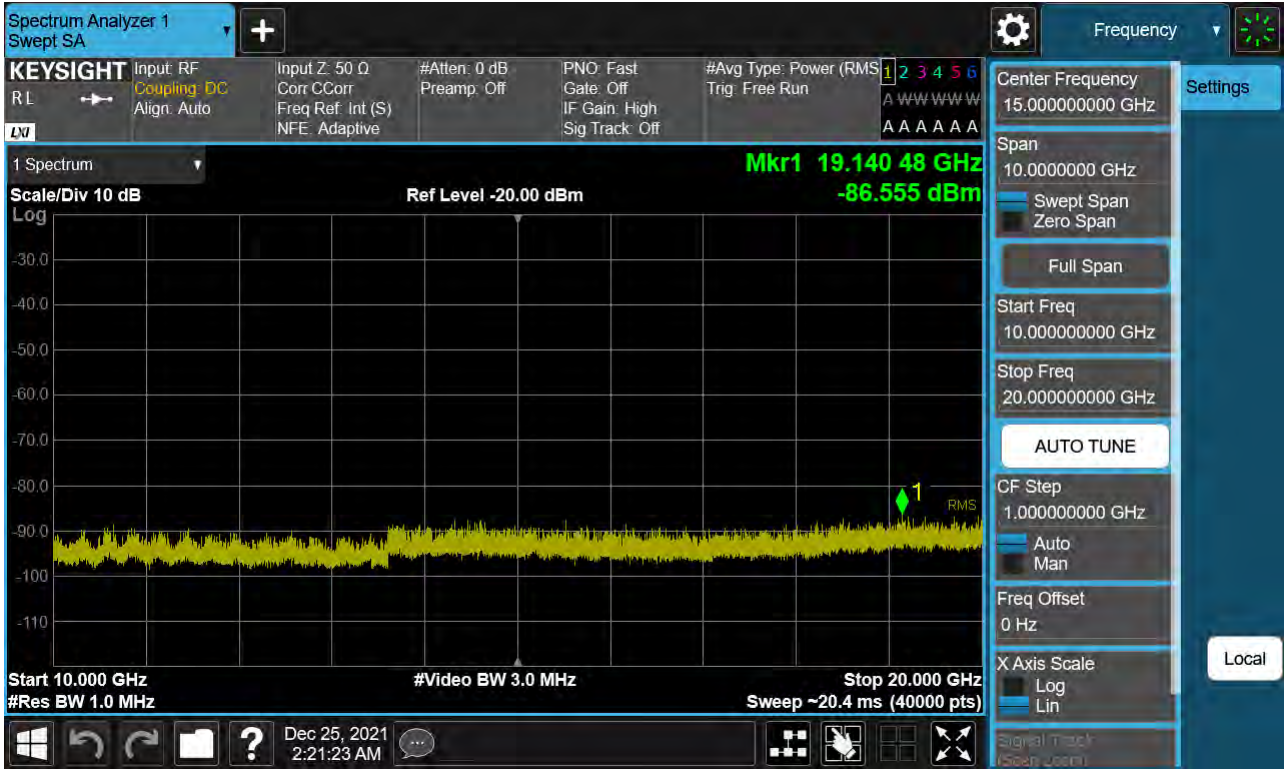 Spectrum Analyzer 1
Swept SA
+
Frequency
KEYSIGHT
RL
LXI
Input: RF
Coupling: DC
Align: Auto
Input Z: 50 Ω
Corr CCorr
Freq Ref: Int (S)
NFE: Adaptive
#Atten: 0 dB
Preamp: Off
PNO: Fast
Gate: Off
IF Gain: High
Sig Track: Off
#Avg Type: Power (RMS
Trig: Free Run
1 2 3 4 5 6
A W W W W W
A A A A A A
1 Spectrum
Scale/Div 10 dB
Ref Level -20.00 dBm
Mkr1 19.140 48 GHz
-86.555 dBm
Log
-30.0
-40.0
-50.0
-60.0
-70.0
-80.0
-90.0
-100
-110
1
RMS
Start 10.000 GHz
#Res BW 1.0 MHz
#Video BW 3.0 MHz
Stop 20.000 GHz
Sweep ~20.4 ms (40000 pts)
Center Frequency
15.000000000 GHz
Span
10.0000000 GHz
Swept Span
Zero Span
Full Span
Start Freq
10.000000000 GHz
Stop Freq
20.000000000 GHz
AUTO TUNE
CF Step
1.000000000 GHz
Auto
Man
Freq Offset
0 Hz
X Axis Scale
Log
Lin
Signal Track
(Span Zoom)
Settings
Local
?
Dec 25, 2021
2:21:23 AM